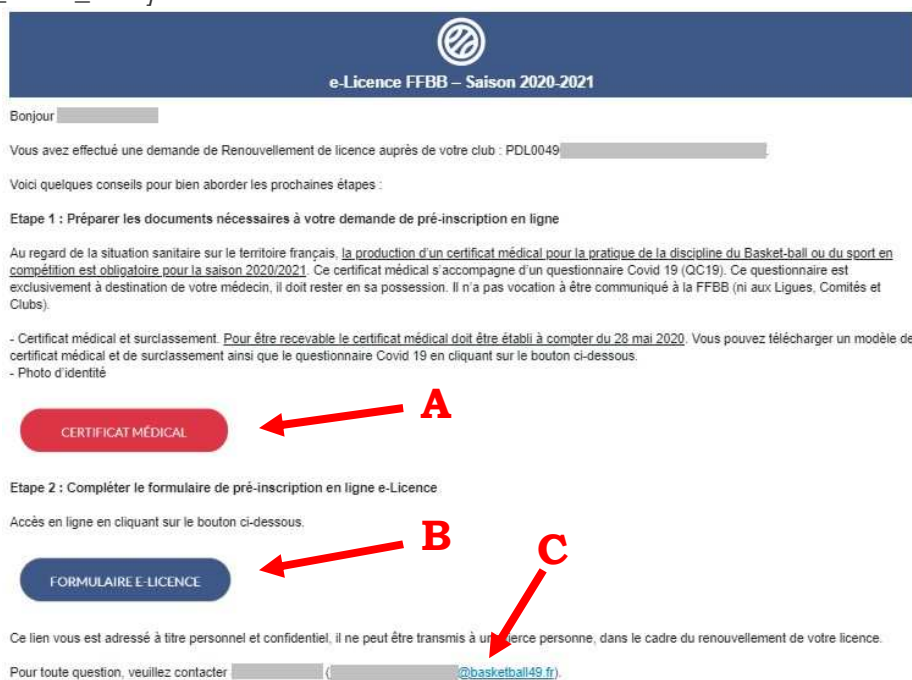 e-Licence FFBB – Saison 2020-2021
Bonjour
Vous avez effectué une demande de Renouvellement de licence auprès de votre club : PDL0049
Voici quelques conseils pour bien aborder les prochaines étapes :
Etape 1 : Préparer les documents nécessaires à votre demande de pré-inscription en ligne
Au regard de la situation sanitaire sur le territoire français, la production d'un certificat médical pour la pratique de la discipline du Basket-ball ou du sport en
compétition est obligatoire pour la saison 2020/2021. Ce certificat médical s'accompagne d'un questionnaire Covid 19 (QC19). Ce questionnaire est
exclusivement à destination de votre médecin, il doit rester en sa possession. Il n'a pas vocation à être communiqué à la FFBB (ni aux Ligues, Comités et
Clubs).
- Certificat médical et surclassement. Pour être recevable le certificat médical doit être établi à compter du 28 mai 2020. Vous pouvez télécharger un modèle de
certificat médical et de surclassement ainsi que le questionnaire Covid 19 en cliquant sur le bouton ci-dessous.
- Photo d'identité
A
CERTIFICAT MÉDICAL
Etape 2 : Compléter le formulaire de pré-inscription en ligne e-Licence
Accès en ligne en cliquant sur le bouton ci-dessous.
B
C
FORMULAIRE E-LICENCE
Ce lien vous est adressé à titre personnel et confidentiel, il ne peut être transmis à une tierce personne, dans le cadre du renouvellement de votre licence.
Pour toute question, veuillez contacter ( @basketball49.fr).